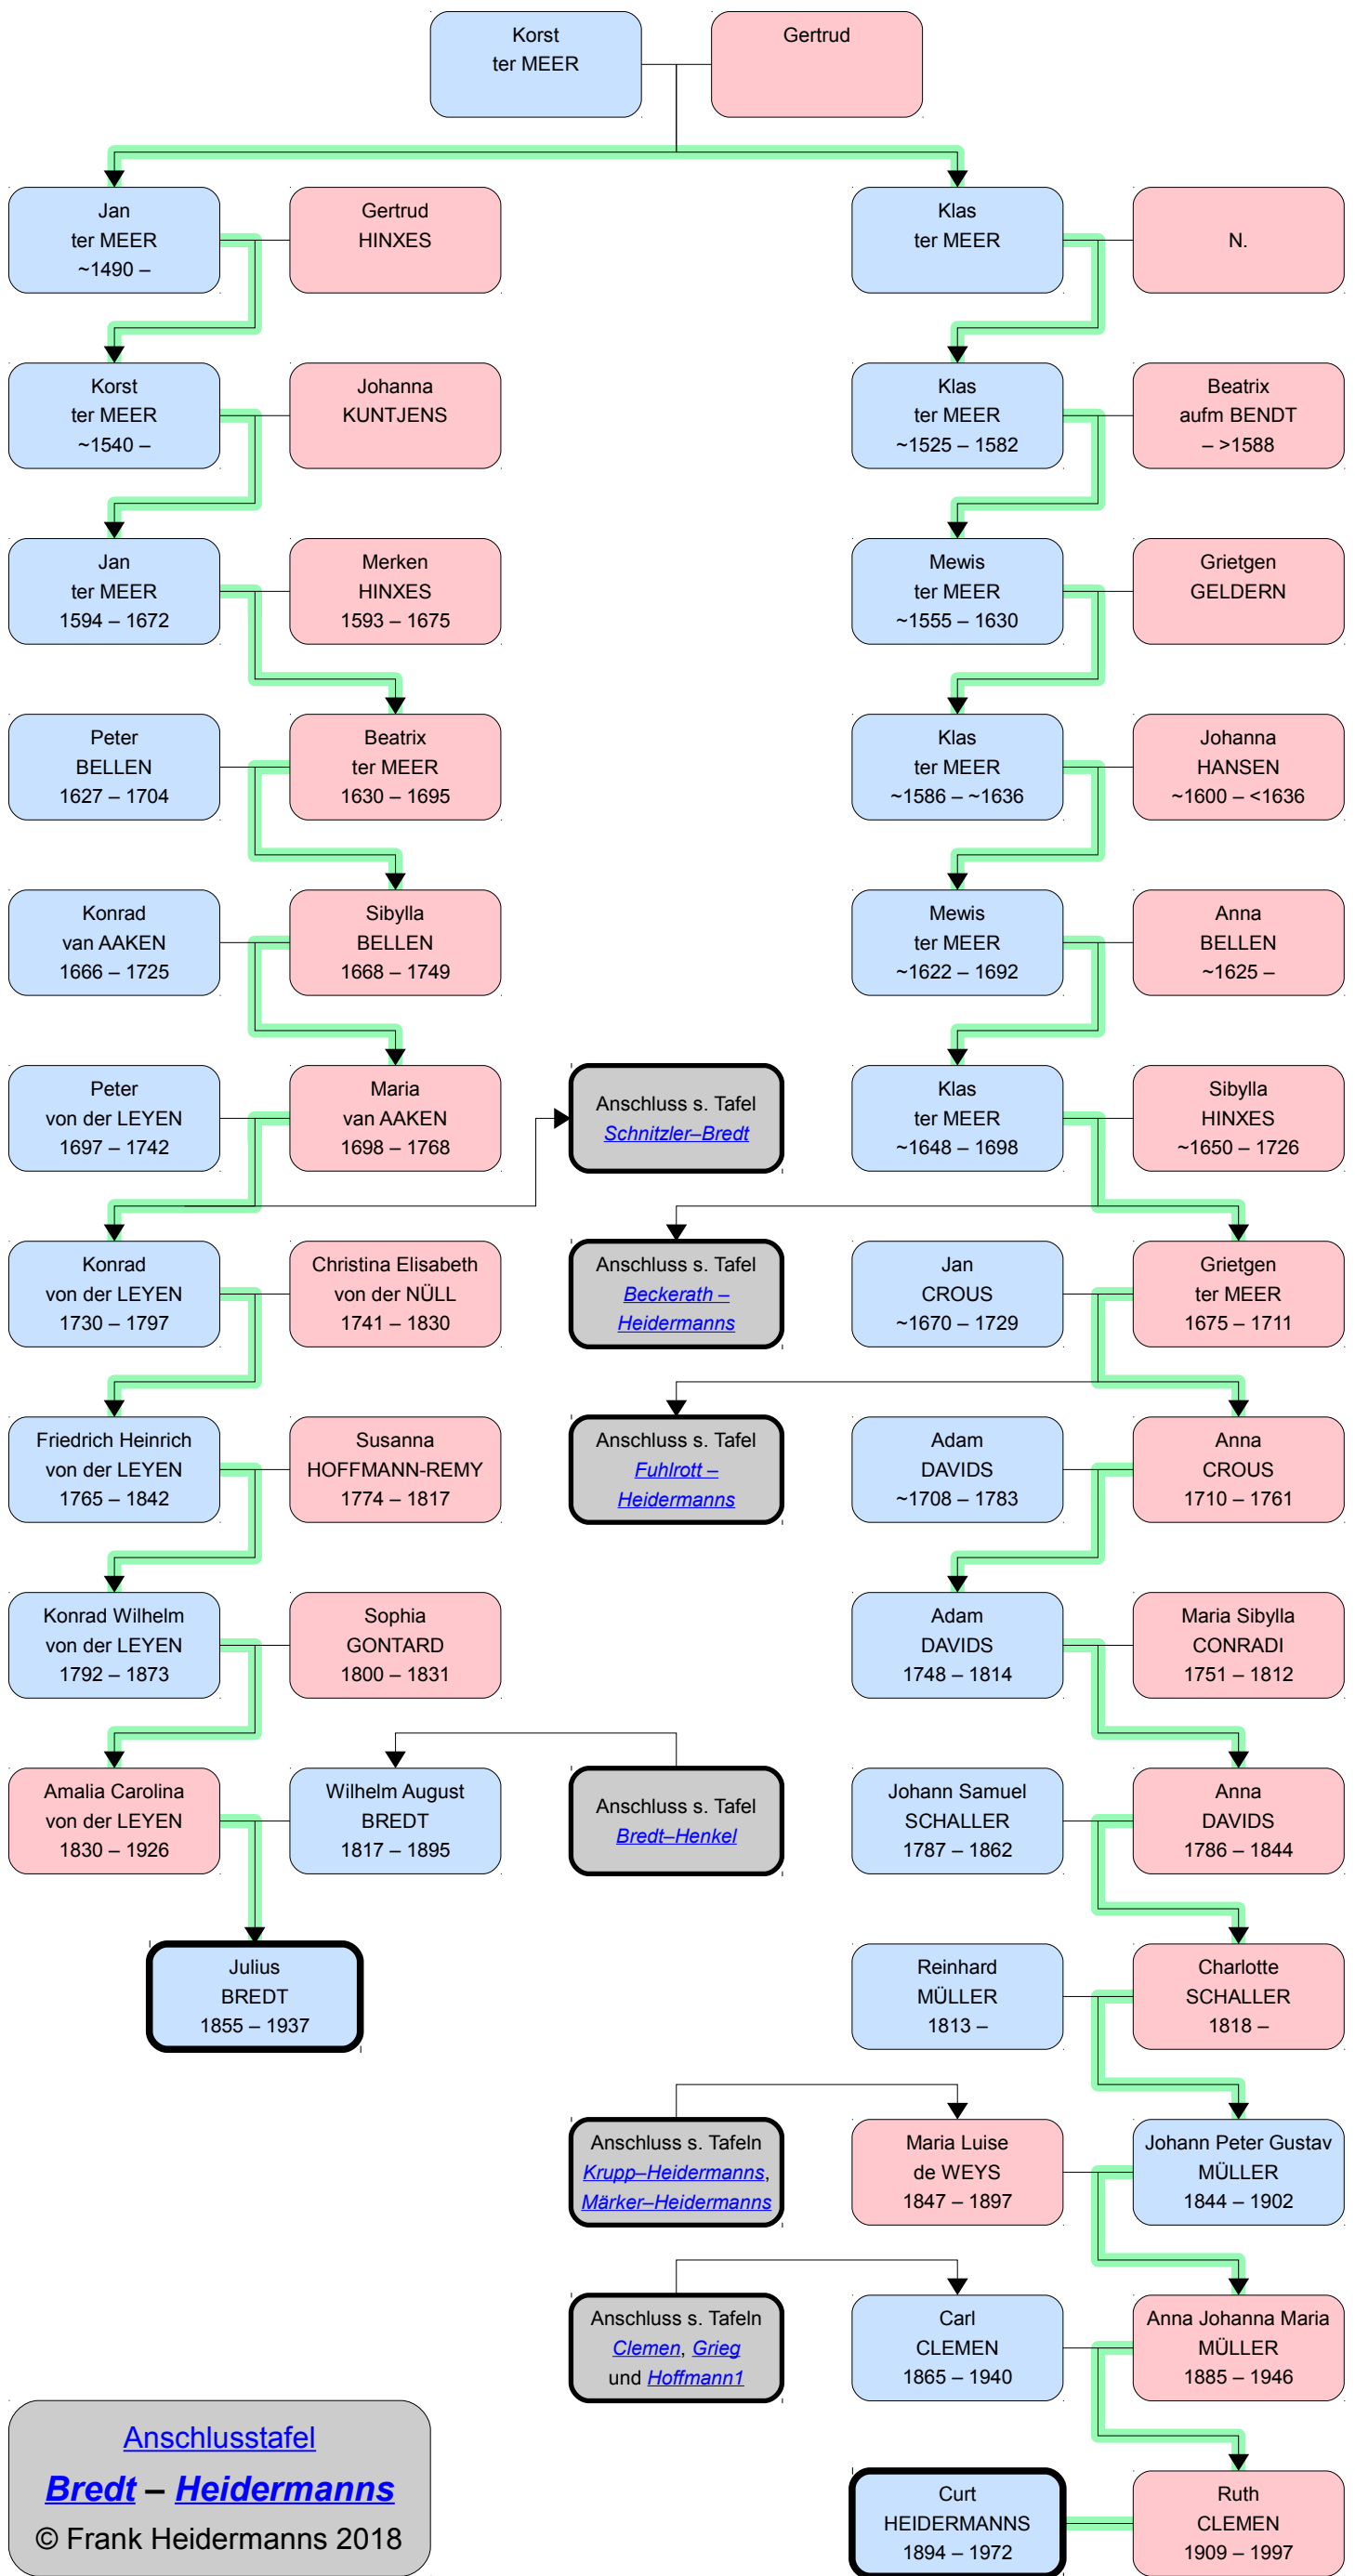 Korst
ter MEER
Gertrud
Jan
ter MEER
~1490 –
Gertrud
HINXES
Klas
ter MEER
N.
Korst
ter MEER
~1540 –
Johanna
KUNTJENS
Klas
ter MEER
~1525 – 1582
Beatrix
aufm BENDT
– >1588
Jan
ter MEER
1594 – 1672
Merken
HINXES
1593 – 1675
Mewis
ter MEER
~1555 – 1630
Grietgen
GELDERN
Peter
BELLEN
1627 – 1704
Beatrix
ter MEER
1630 – 1695
Klas
ter MEER
~1586 – ~1636
Johanna
HANSEN
~1600 – <1636
Konrad
van AAKEN
1666 – 1725
Sibylla
BELLEN
1668 – 1749
Mewis
ter MEER
~1622 – 1692
Anna
BELLEN
~1625 –
Peter
von der LEYEN
1697 – 1742
Maria
van AAKEN
1698 – 1768
Anschluss s. Tafel
Schnitzler–Bredt
Klas
ter MEER
~1648 – 1698
Sibylla
HINXES
~1650 – 1726
Konrad
von der LEYEN
1730 – 1797
Christina Elisabeth
von der NÜLL
1741 – 1830
Anschluss s. Tafel
Beckerath –
Heidermanns
Jan
CROUS
~1670 – 1729
Grietgen
ter MEER
1675 – 1711
Friedrich Heinrich
von der LEYEN
1765 – 1842
Susanna
HOFFMANN-REMY
1774 – 1817
Anschluss s. Tafel
Fuhlrott –
Heidermanns
Adam
DAVIDS
~1708 – 1783
Anna
CROUS
1710 – 1761
Konrad Wilhelm
von der LEYEN
1792 – 1873
Sophia
GONTARD
1800 – 1831
Adam
DAVIDS
1748 – 1814
Maria Sibylla
CONRADI
1751 – 1812
Amalia Carolina
von der LEYEN
1830 – 1926
Wilhelm August
BREDT
1817 – 1895
Anschluss s. Tafel
Bredt–Henkel
Johann Samuel
SCHALLER
1787 – 1862
Anna
DAVIDS
1786 – 1844
Julius
BREDT
1855 – 1937
Reinhard
MÜLLER
1813 –
Charlotte
SCHALLER
1818 –
Anschluss s. Tafeln
Krupp–Heidermanns,
Märker–Heidermanns
Maria Luise
de WEYS
1847 – 1897
Johann Peter Gustav
MÜLLER
1844 – 1902
Anschluss s. Tafeln
Clemen, Grieg
und Hoffmann1
Carl
CLEMEN
1865 – 1940
Anna Johanna Maria
MÜLLER
1885 – 1946
Anschlusstafel
Bredt – Heidermanns
© Frank Heidermanns 2018
Curt
HEIDERMANNS
1894 – 1972
Ruth
CLEMEN
1909 – 1997